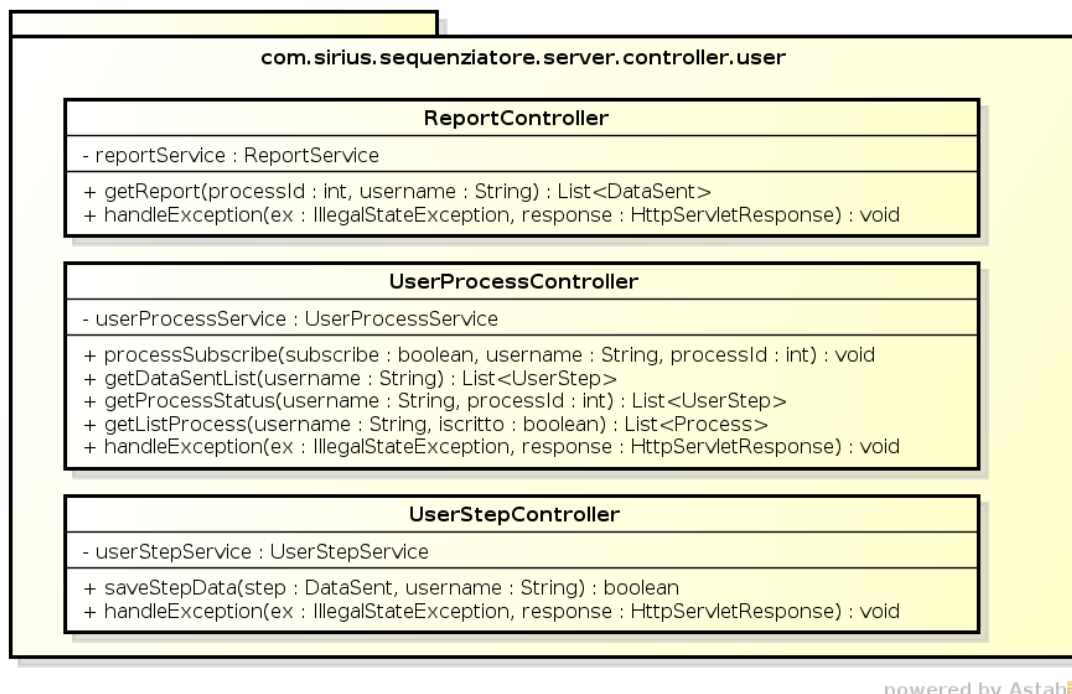 com.sirius.sequenziatore.server.controller.user
ReportController
- reportService : ReportService
+ getReport(processId : int, username : String) : List<DataSent>
+ handleException(ex : IllegalStateException, response : HttpServletResponse) : void
UserProcessController
- userProcessService : UserProcessService
+ processSubscribe(subscribe : boolean, username : String, processId : int) : void
+ getDataSentList(username : String) : List<UserStep>
+ getProcessStatus(username : String, processId : int) : List<UserStep>
+ getListProcess(username : String, iscritto : boolean) : List<Process>
+ handleException(ex : IllegalStateException, response : HttpServletResponse) : void
UserStepController
- userStepService : UserStepService
+ saveStepData(step : DataSent, username : String) : boolean
+ handleException(ex : IllegalStateException, response : HttpServletResponse) : void
powered by Astah